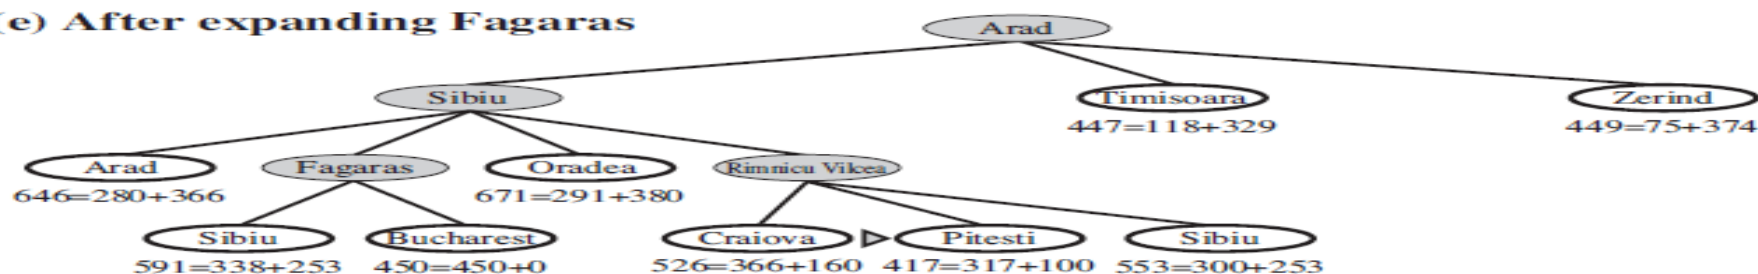 (e) After expanding Fagaras
Arad
Sibiu Timisoara Zerind
447=118+329 449=75+374
Arad Fagaras Oradea Rimnicu Vilcea
646=280+366 671=291+380
Sibiu Bucharest Craiova Pitesti Sibiu
591=338+253 450=450+0 526=366+160 417=317+100 553=300+253